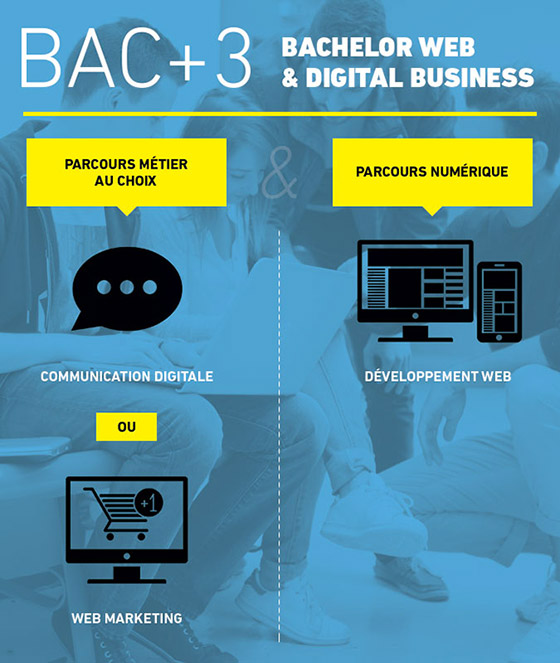 BAC+3
BACHELOR WEB
& DIGITAL BUSINESS
PARCOURS MÉTIER
AU CHOIX
&
PARCOURS NUMÉRIQUE
COMMUNICATION DIGITALE
DÉVELOPPEMENT WEB
OU
+1
WEB MARKETING